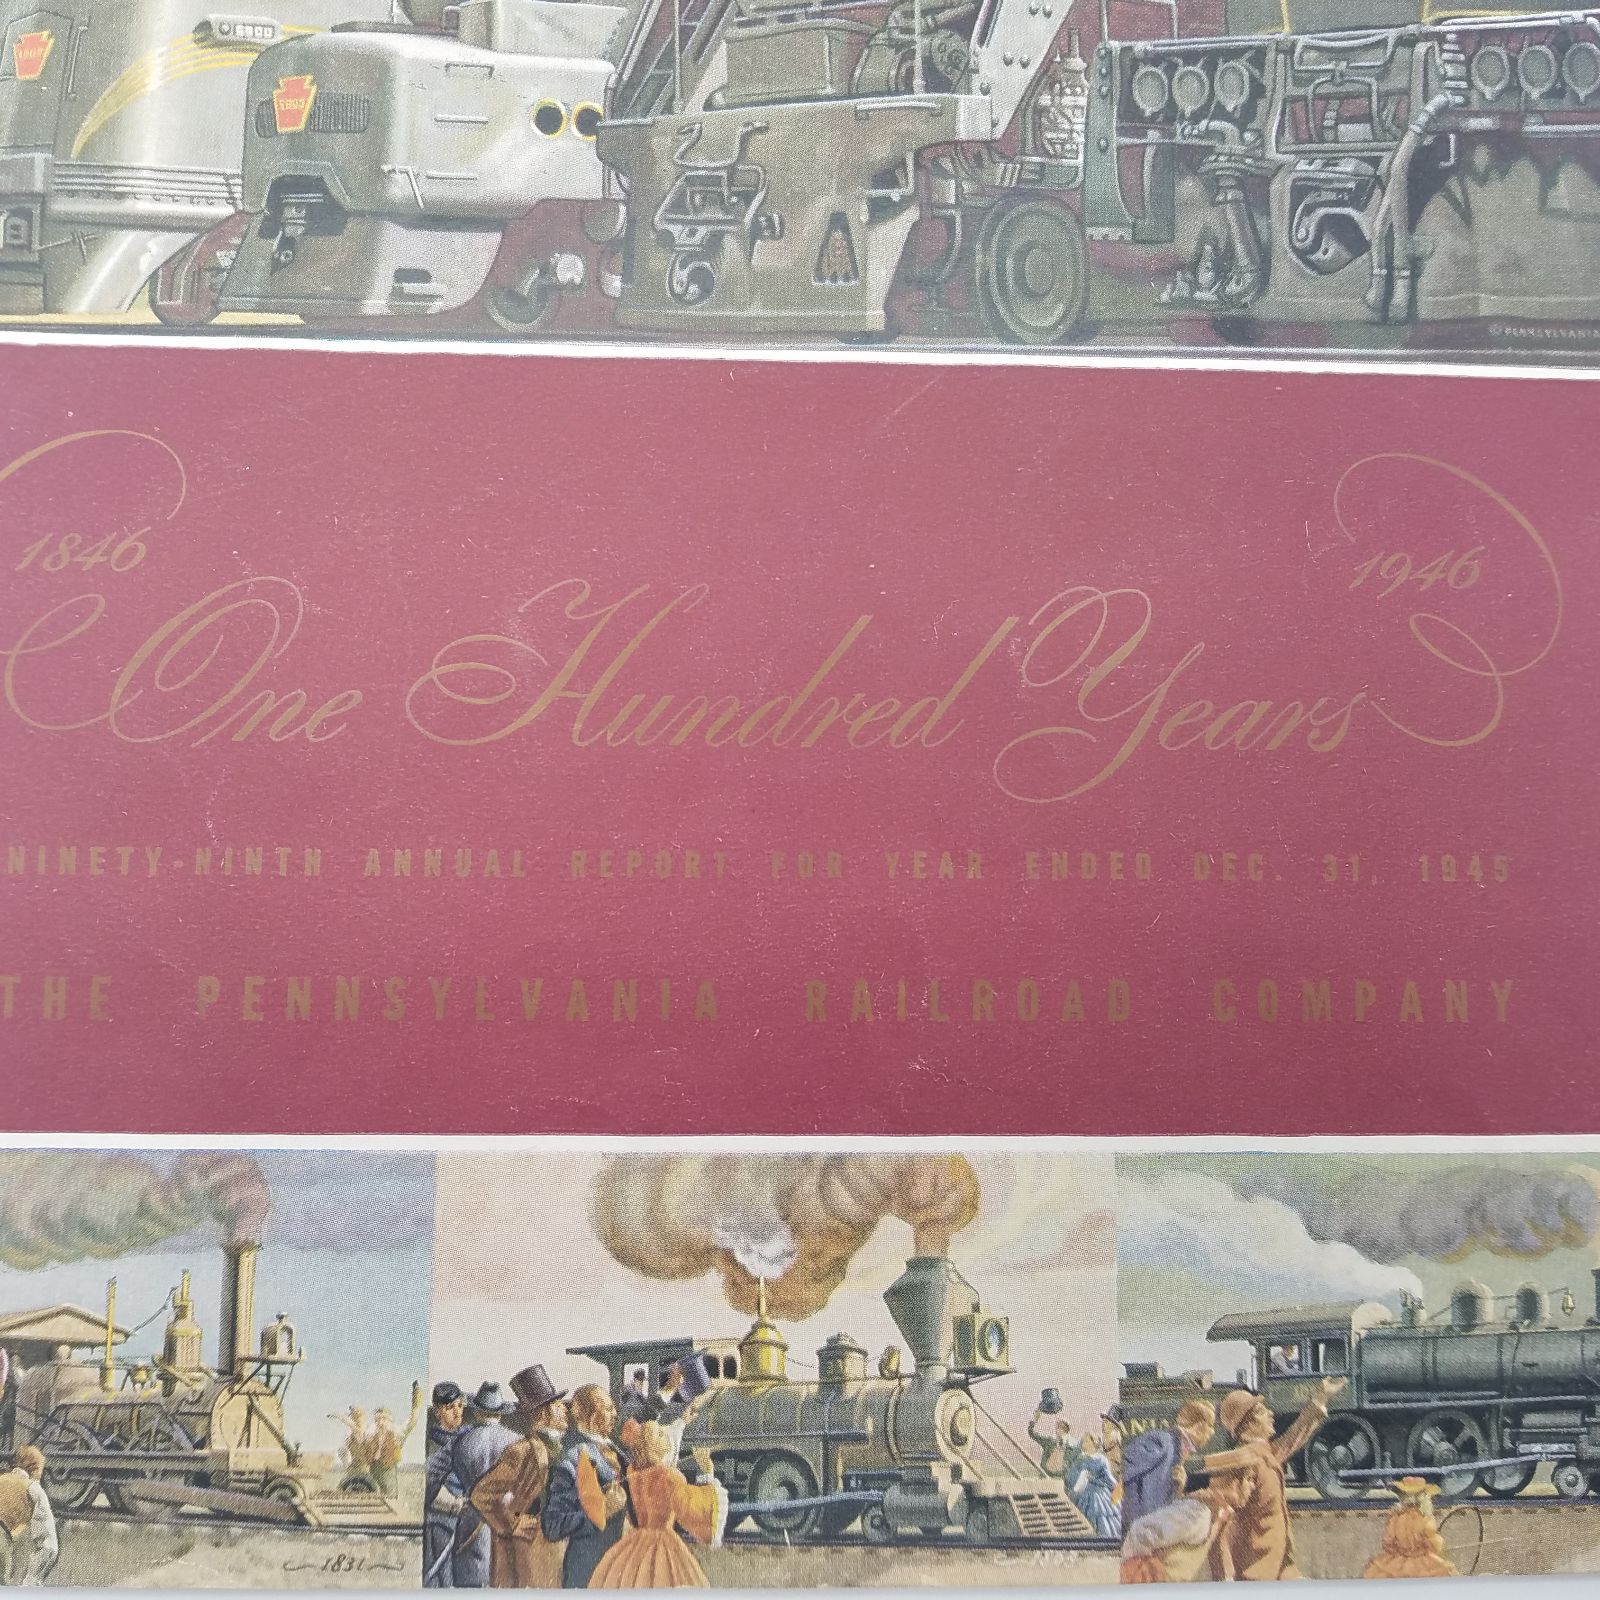 5900
1846
1946
One Hundred Years
NINETY-NINTH ANNUAL REPORT FOR YEAR ENDED DEC. 31, 1945
THE PENNSYLVANIA RAILROAD COMPANY
1831